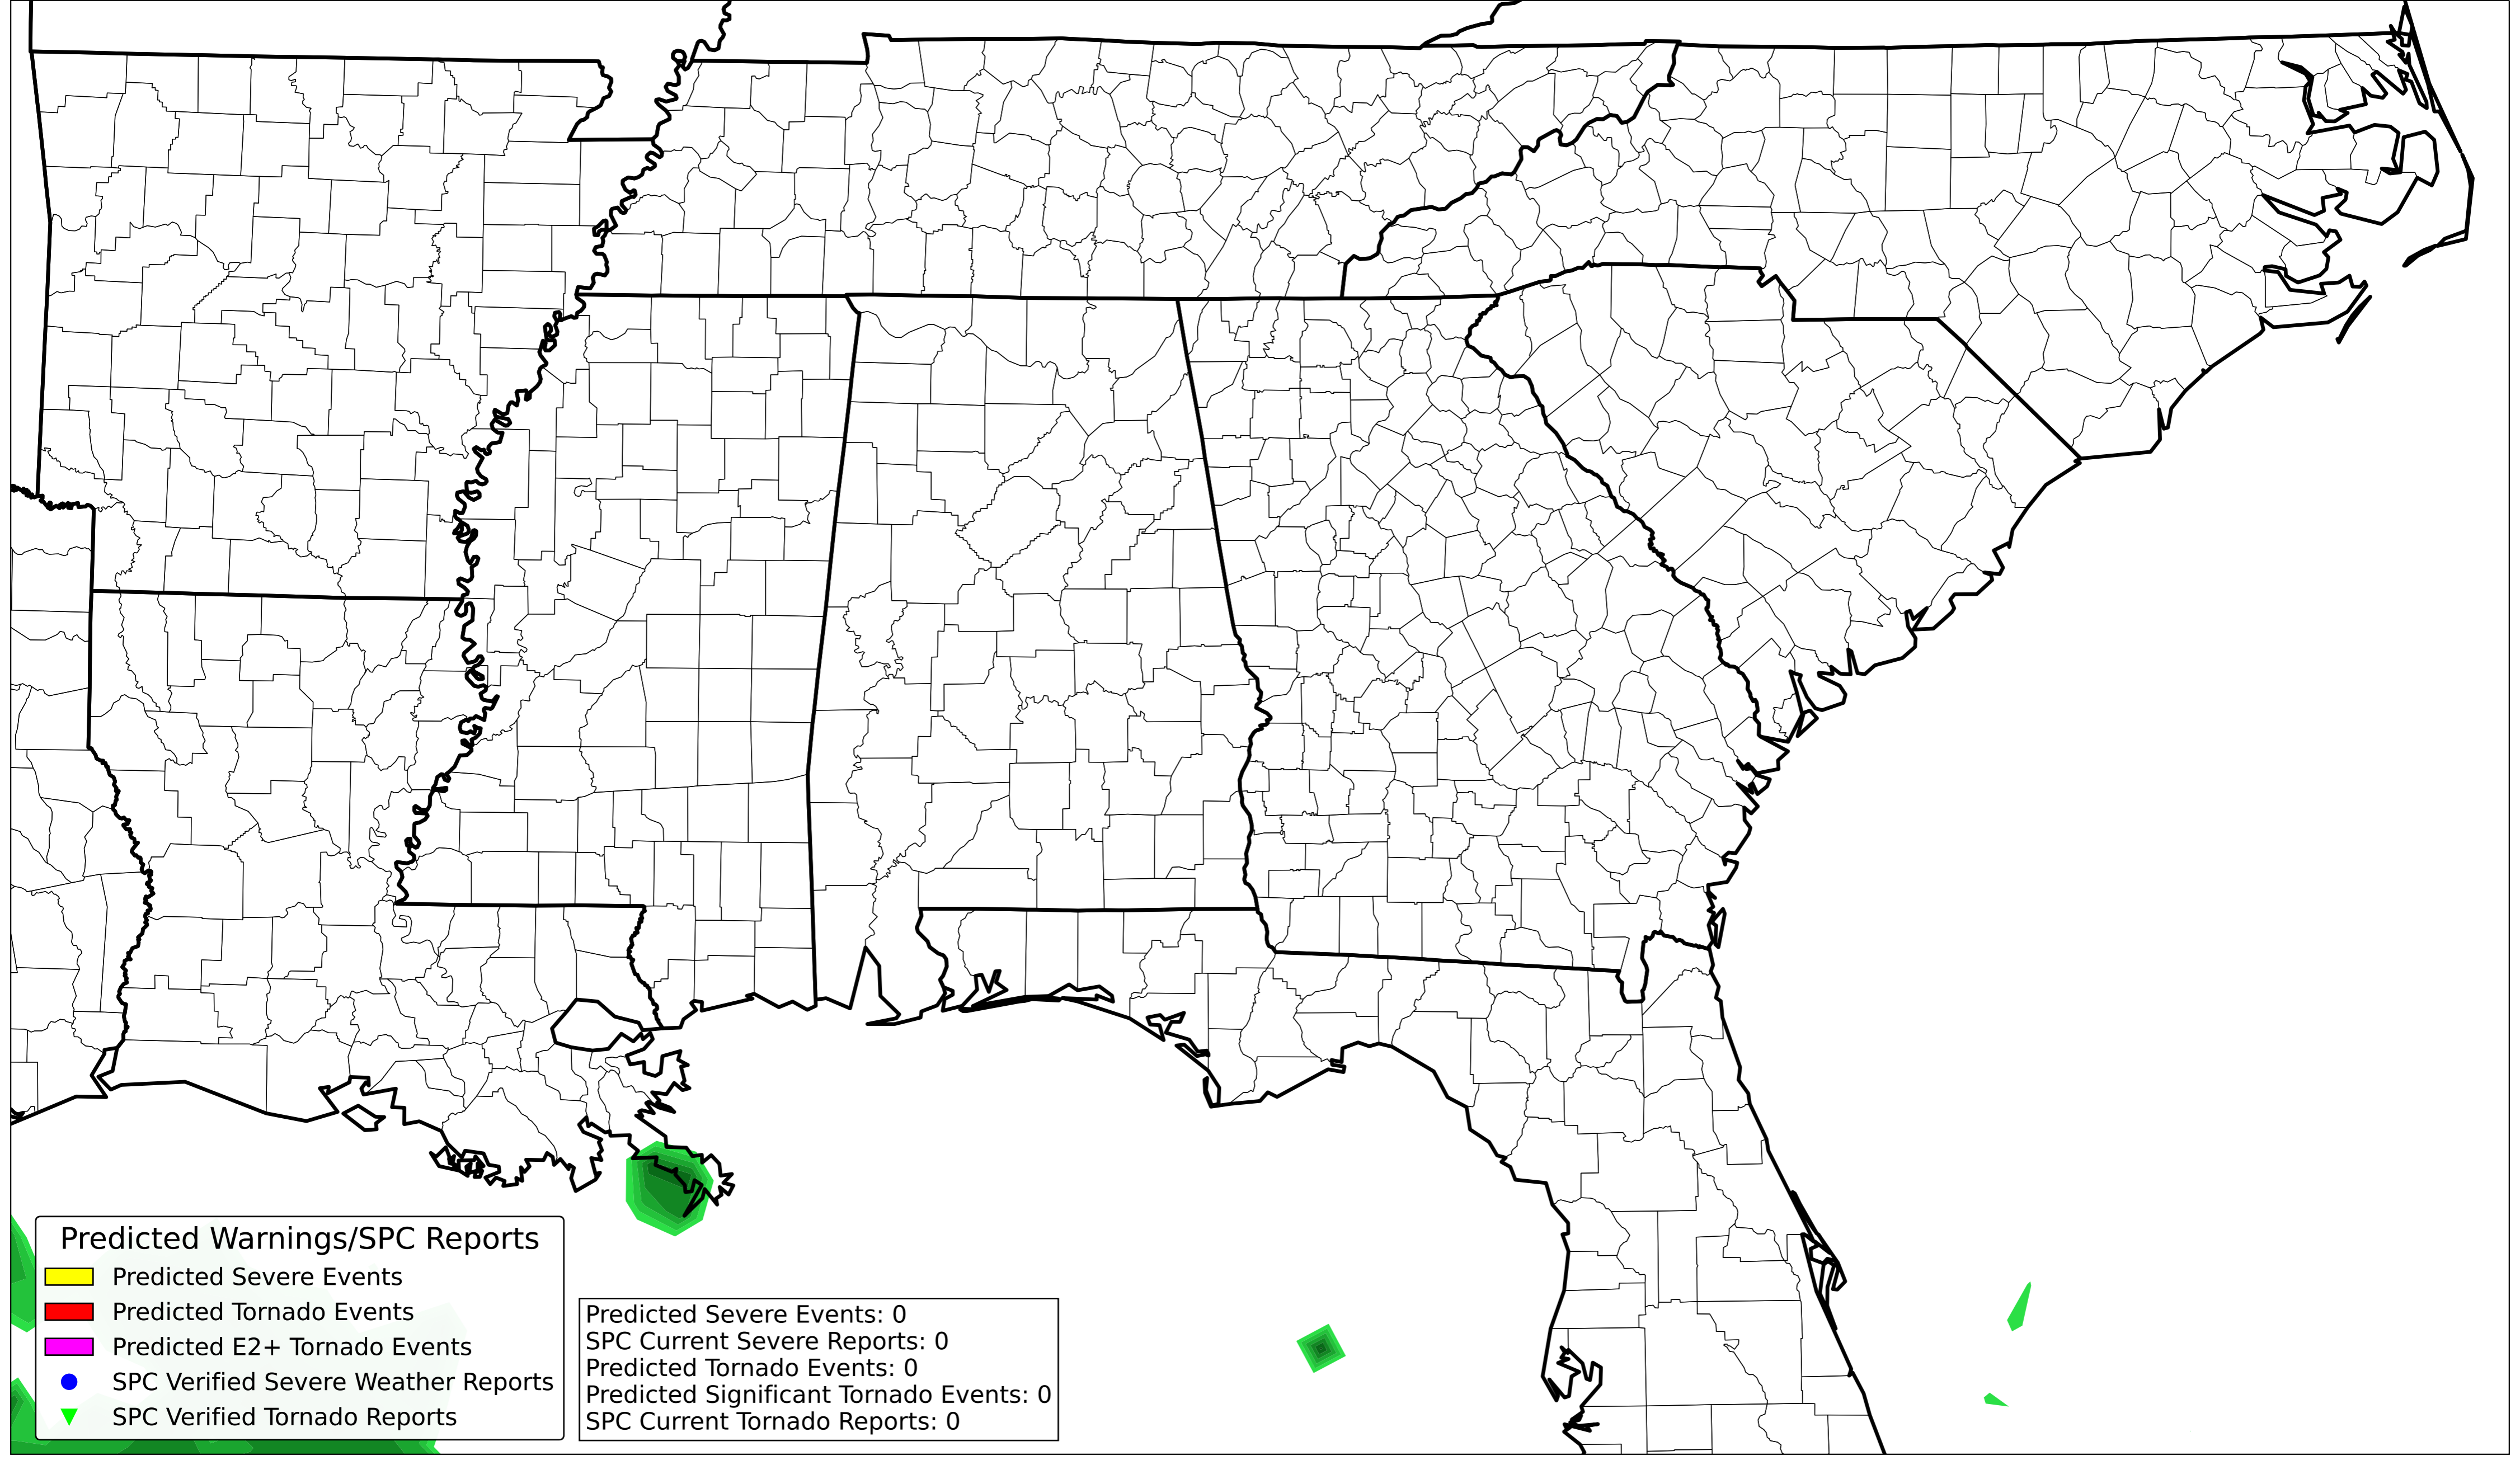 Predicted Warnings/SPC Reports
Predicted Severe Events
Predicted Tornado Events
Predicted E2+ Tornado Events
SPC Verified Severe Weather Reports
SPC Verified Tornado Reports
Predicted Severe Events: 0
SPC Current Severe Reports: 0
Predicted Tornado Events: 0
Predicted Significant Tornado Events: 0
SPC Current Tornado Reports: 0